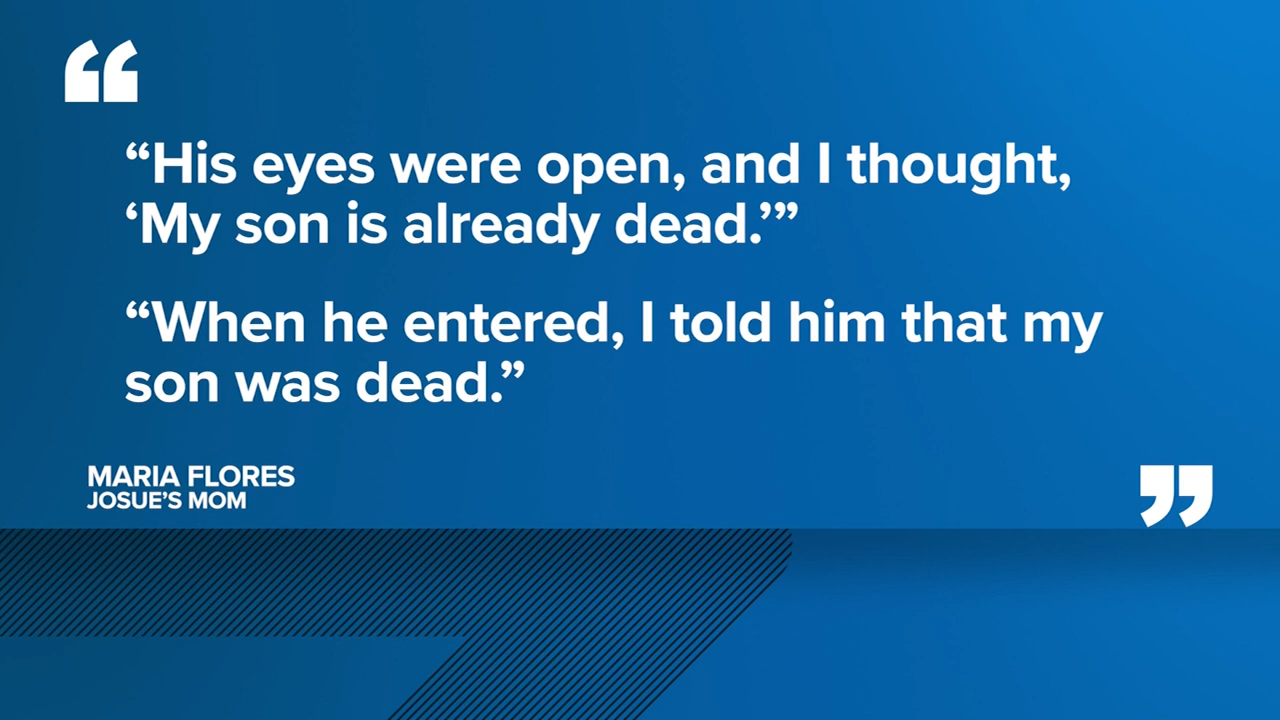 “
“His eyes were open, and I thought,
‘My son is already dead.’”
“When he entered, I told him that my
son was dead.”
MARIA FLORES
JOSUE’S MOM
”